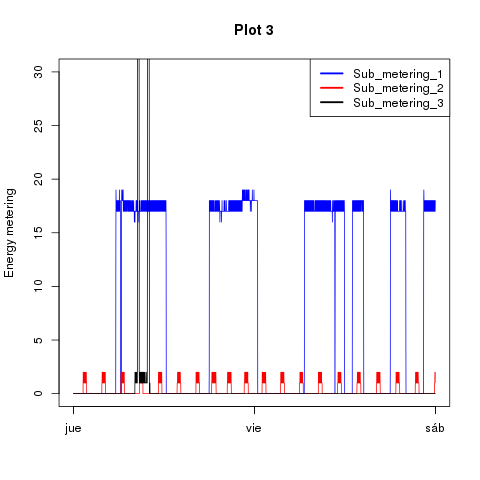 Plot 3
Sub_metering_1
Sub_metering_2
Sub_metering_3
Energy metering
30
25
20
15
10
5
0
jue vie sáb